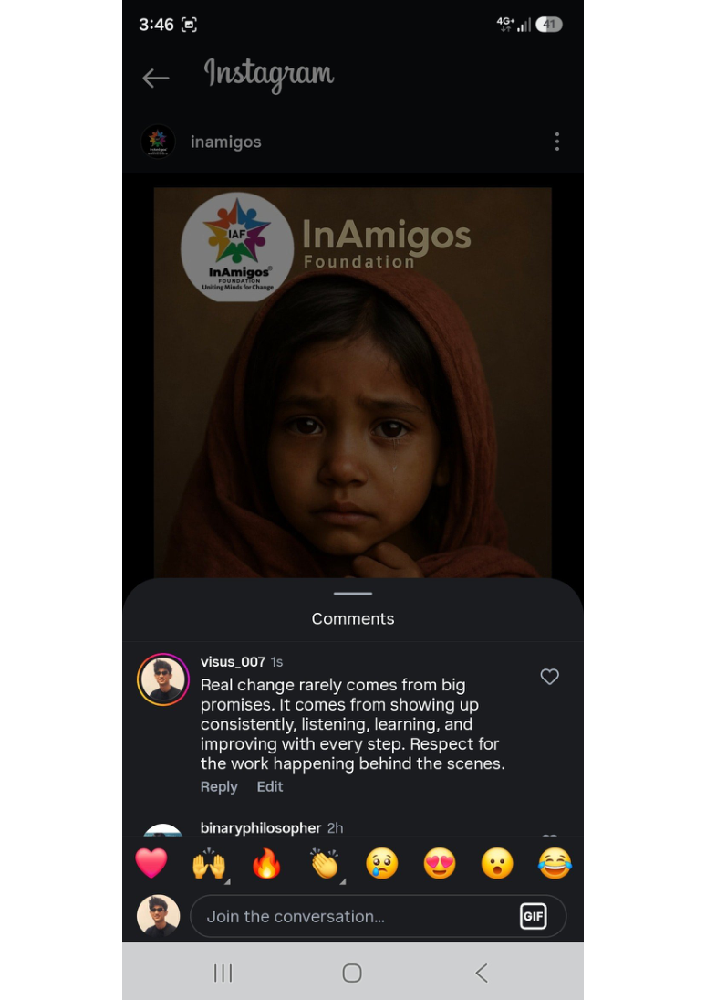 3:46
4G+
41
Instagram
inamigos
IAF
InAmigos®
FOUNDATION
Uniting Minds for Change
InAmigos
Foundation
Comments
visus_007 1s
Real change rarely comes from big
promises. It comes from showing up
consistently, listening, learning, and
improving with every step. Respect for
the work happening behind the scenes.
Reply Edit
binaryphilosopher 2h
Join the conversation...
GIF